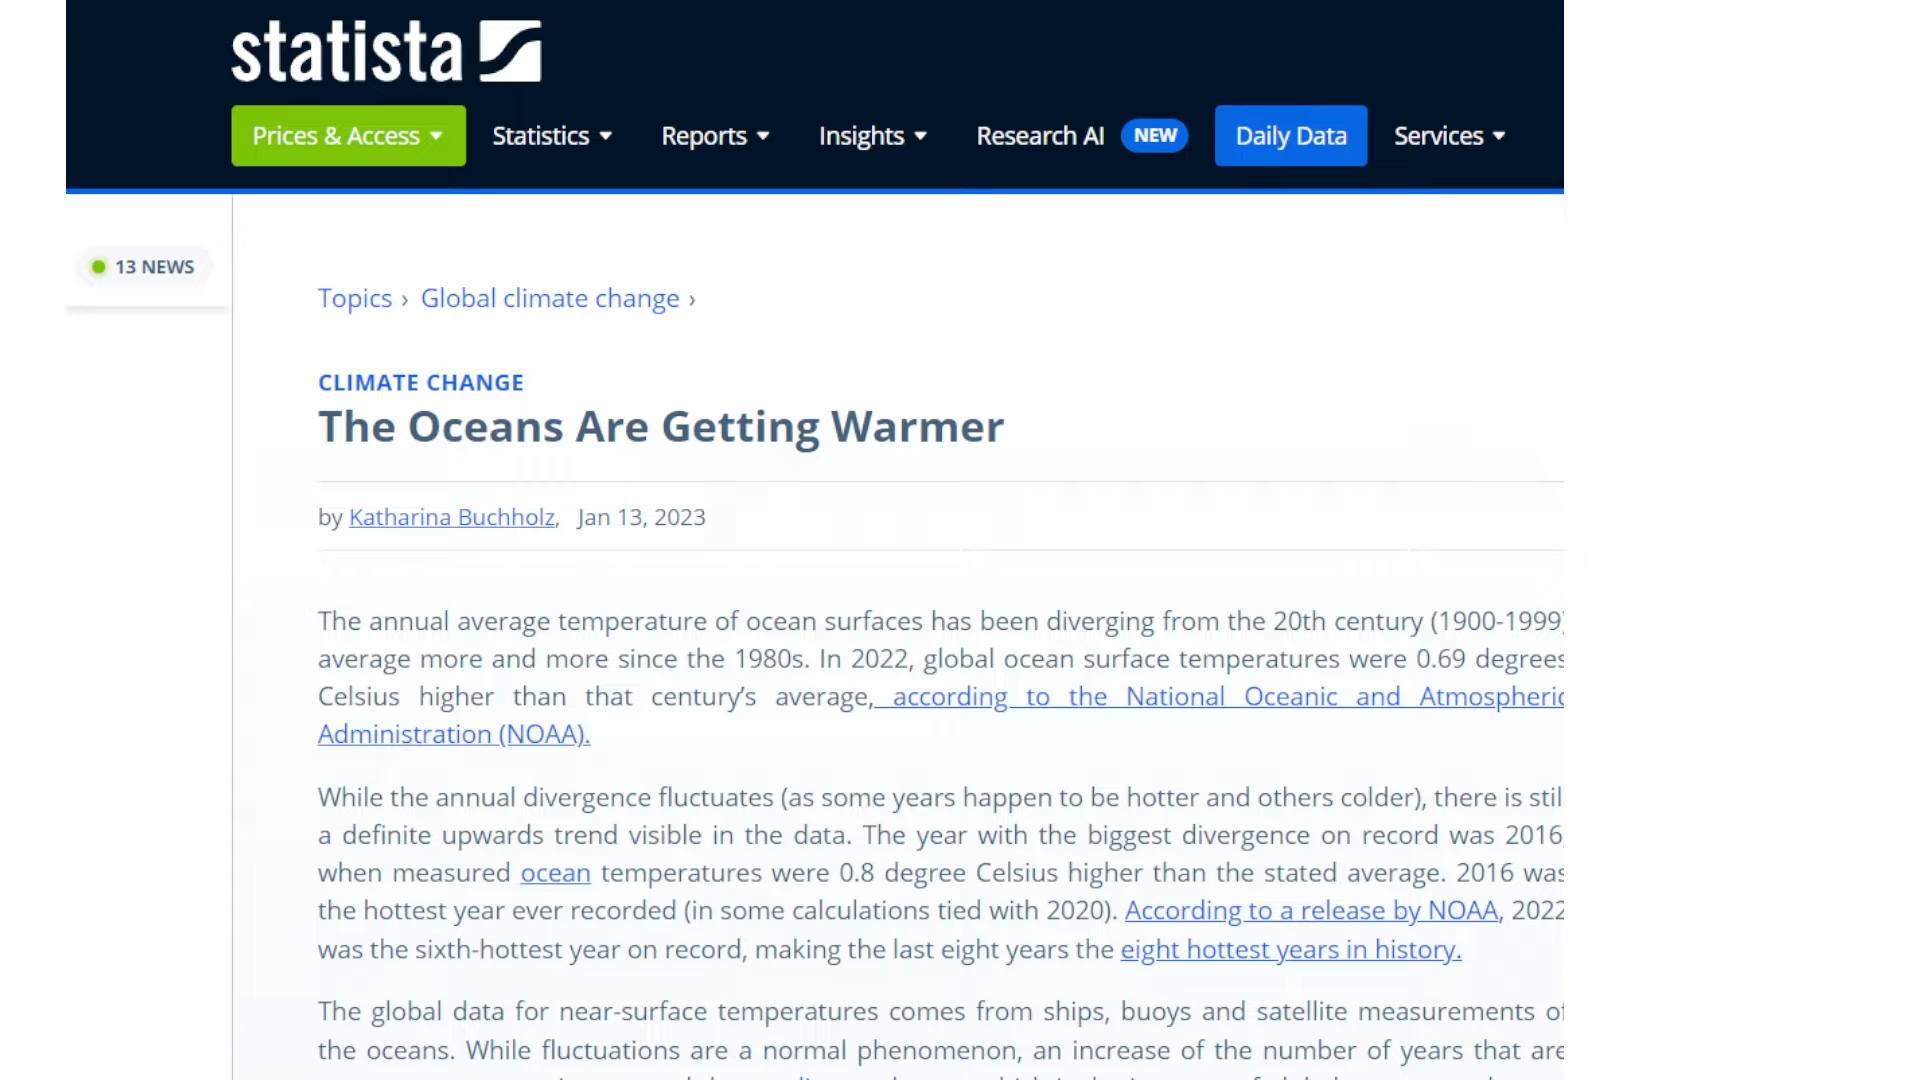 statista
Prices & Access Statistics Reports Insights Research AI NEW Daily Data Services
13 NEWS
Topics › Global climate change ›
CLIMATE CHANGE
The Oceans Are Getting Warmer
by Katharina Buchholz, Jan 13, 2023
The annual average temperature of ocean surfaces has been diverging from the 20th century (1900-1999)
average more and more since the 1980s. In 2022, global ocean surface temperatures were 0.69 degrees
Celsius higher than that century’s average, according to the National Oceanic and Atmospheric
Administration (NOAA).
While the annual divergence fluctuates (as some years happen to be hotter and others colder), there is still
a definite upwards trend visible in the data. The year with the biggest divergence on record was 2016
when measured ocean temperatures were 0.8 degree Celsius higher than the stated average. 2016 was
the hottest year ever recorded (in some calculations tied with 2020). According to a release by NOAA, 2022
was the sixth-hottest year on record, making the last eight years the eight hottest years in history.
The global data for near-surface temperatures comes from ships, buoys and satellite measurements of
the oceans. While fluctuations are a normal phenomenon, an increase of the number of years that are